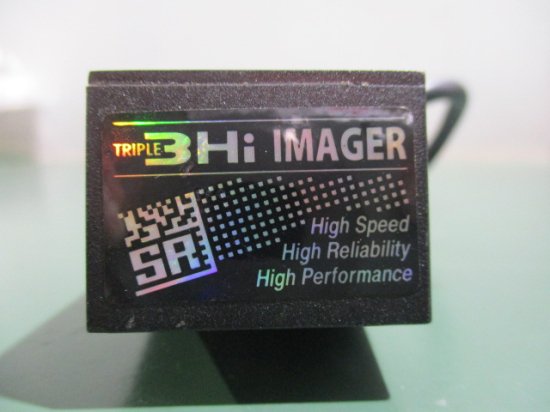 TRIPLE 3Hi IMAGER
SR
High Speed
High Reliability
High Performance